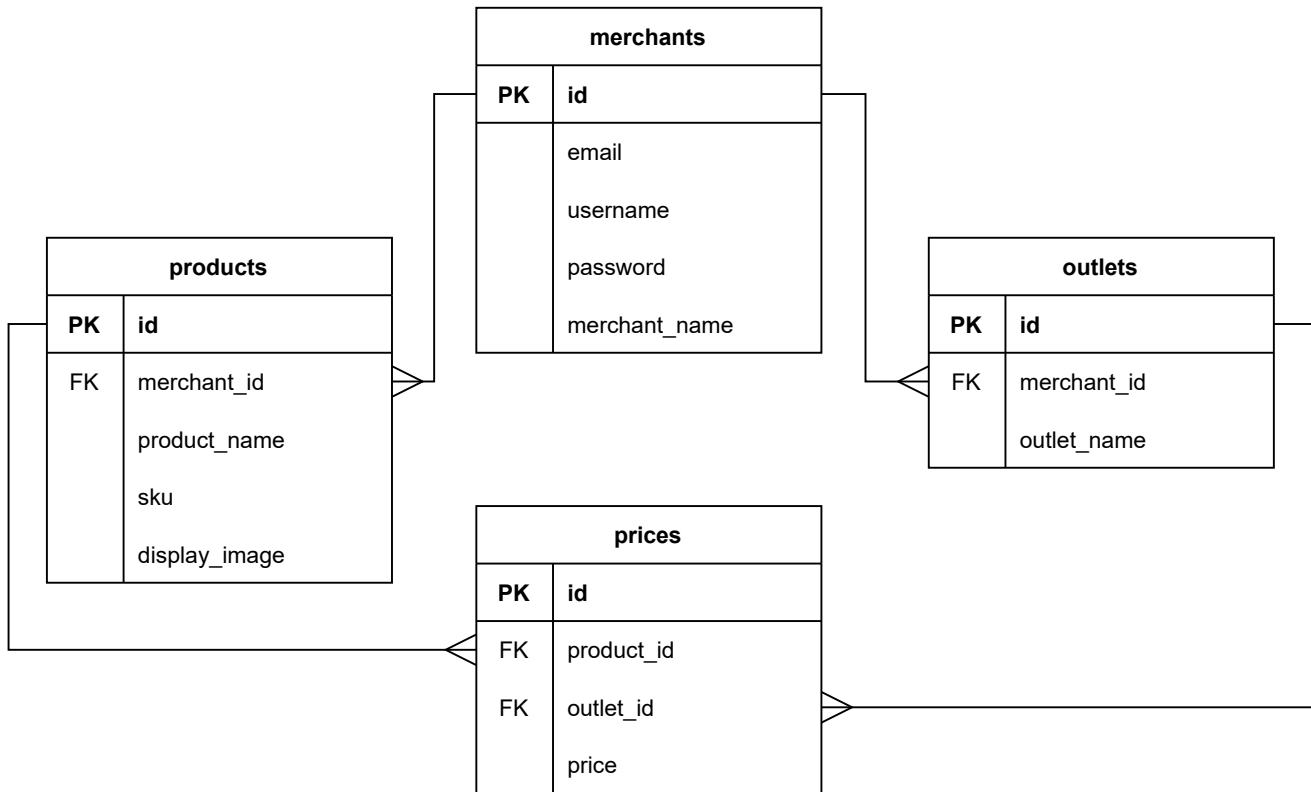 merchants
PK id
email
username
password
merchant_name
products
PK id
FK merchant_id
product_name
sku
display_image
outlets
PK id
FK merchant_id
outlet_name
prices
PK id
FK product_id
FK outlet_id
price